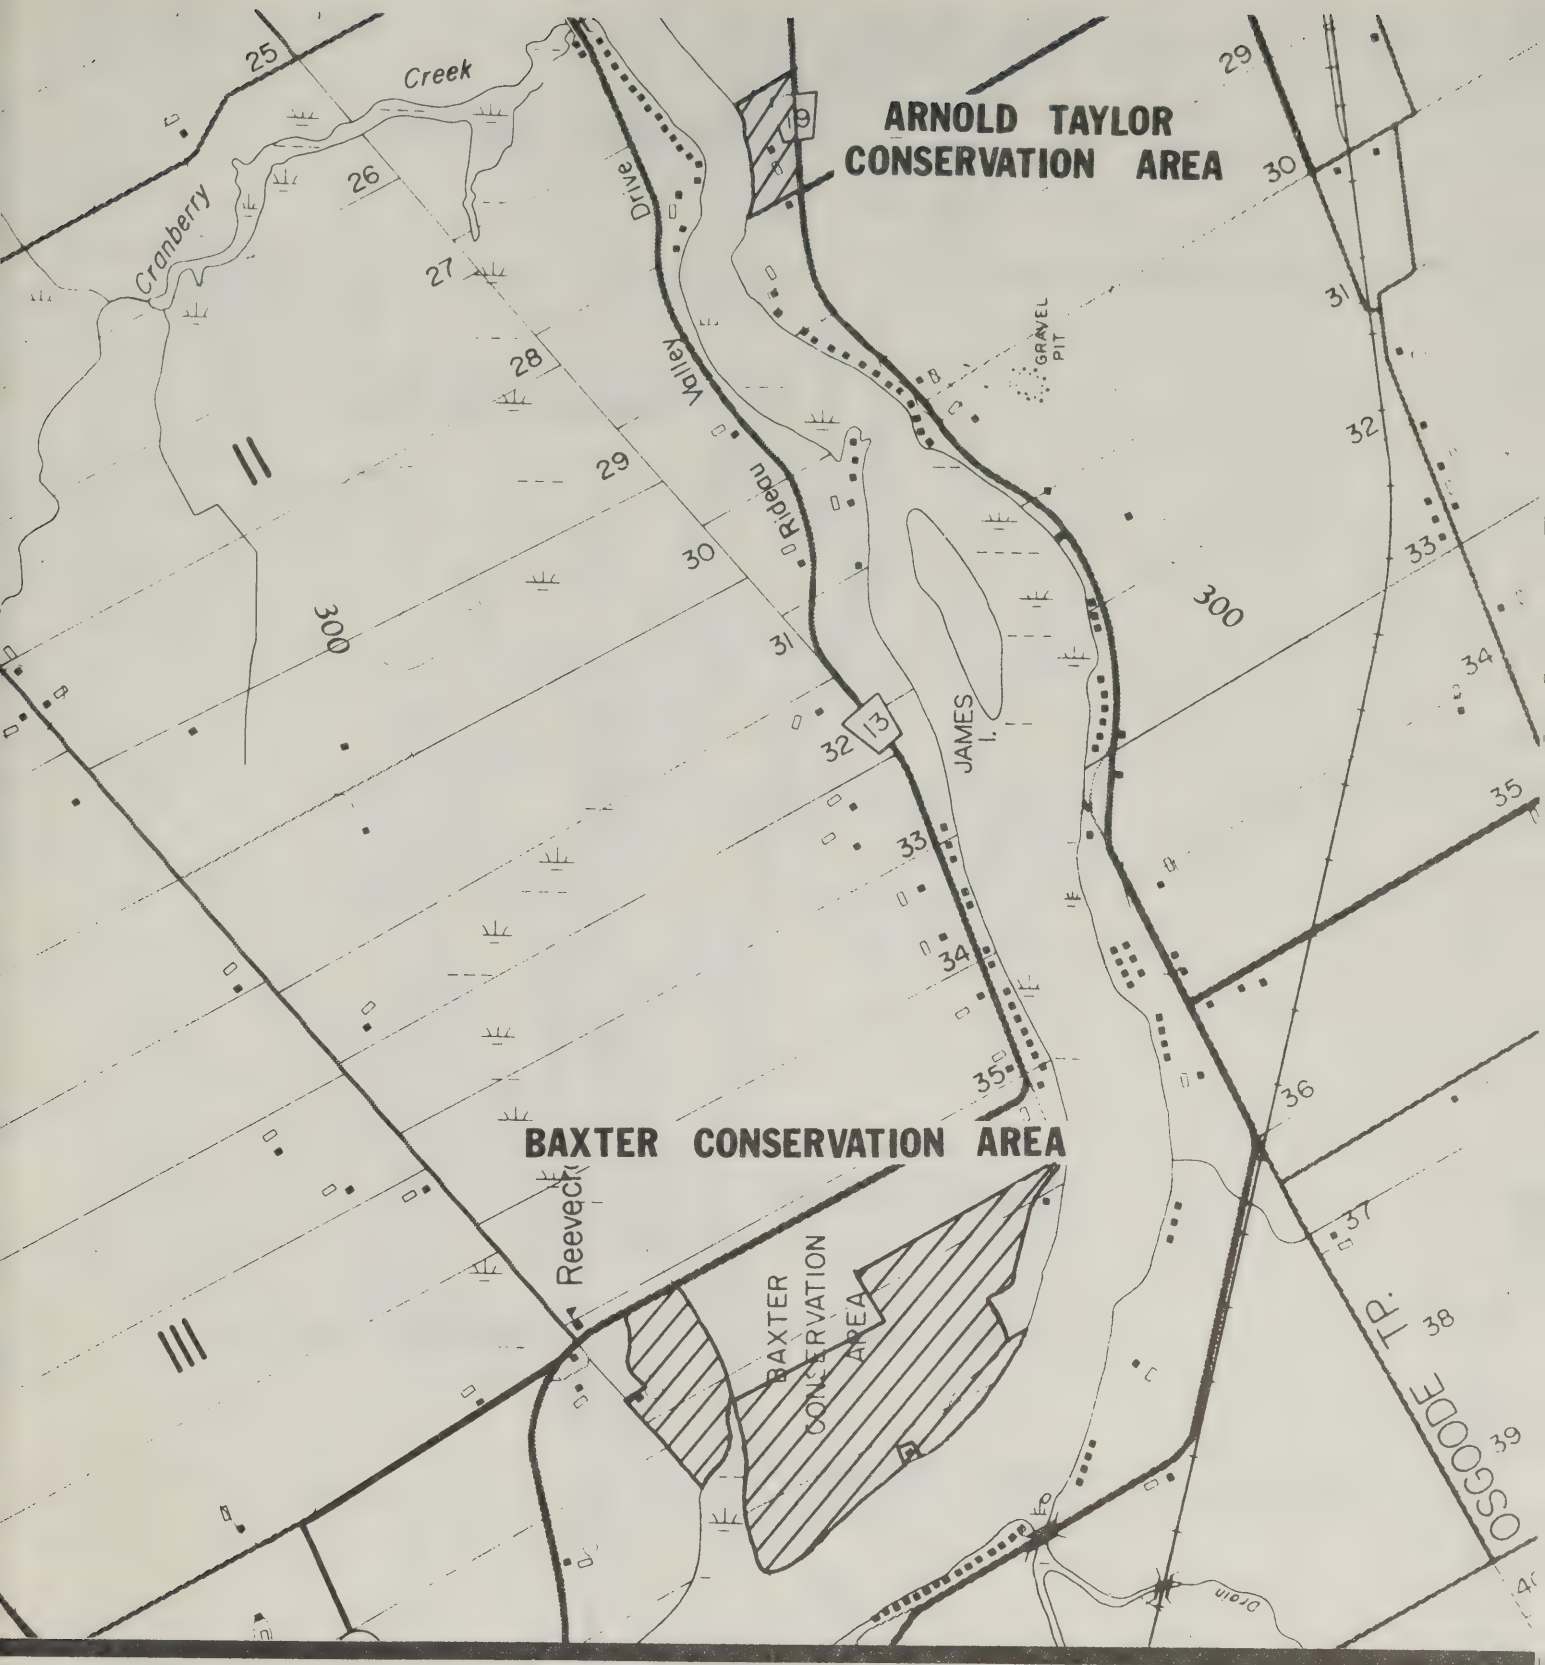 25
Creek
29
19
ARNOLD TAYLOR
CONSERVATION AREA
30
26
Drive
Cranberry
27
31
GRAVEL
PIT
28
Valley
32
II
29
Rideau
30
33
300
300
31
34
JAMES
I.
13
32
35
33
34
35
36
BAXTER CONSERVATION AREA
Reevecr
37
BAXTER
CONSERVATION
AREA
III
38
OSGOODE TP.
39
Drain